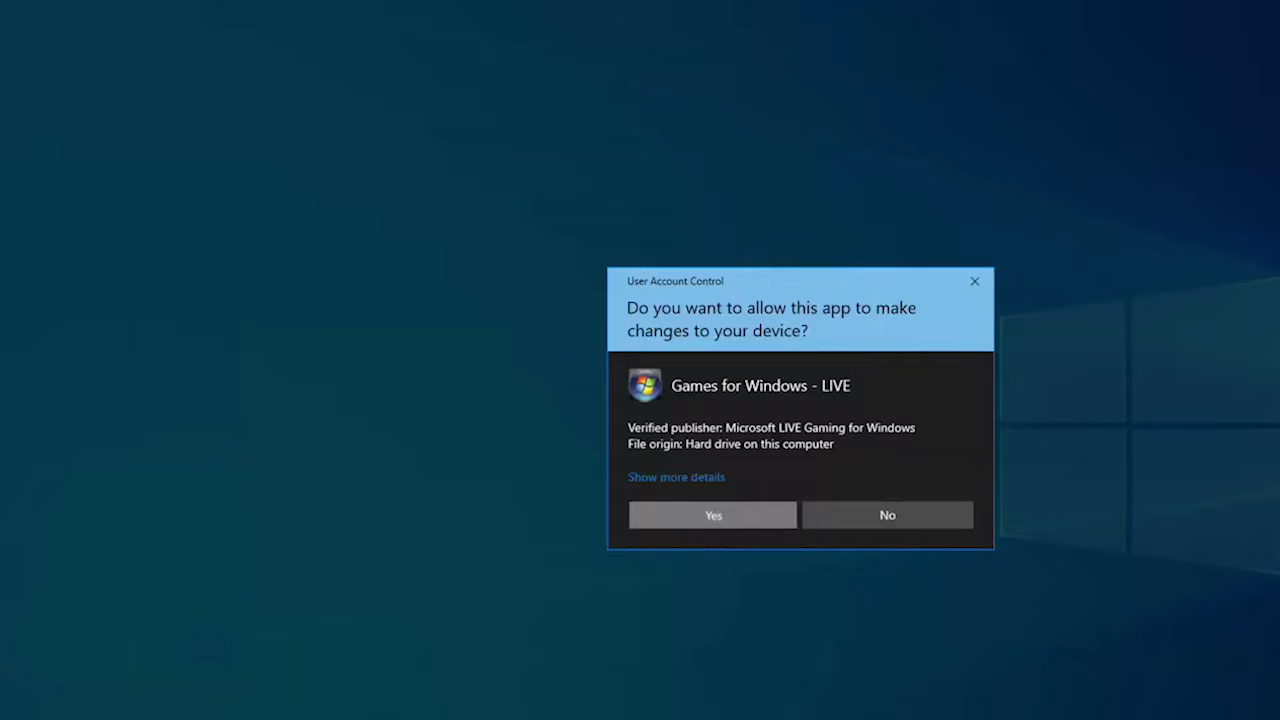 User Account Control
Do you want to allow this app to make
changes to your device?
Games for Windows - LIVE
Verified publisher: Microsoft LIVE Gaming for Windows
File origin: Hard drive on this computer
Show more details
Yes
No